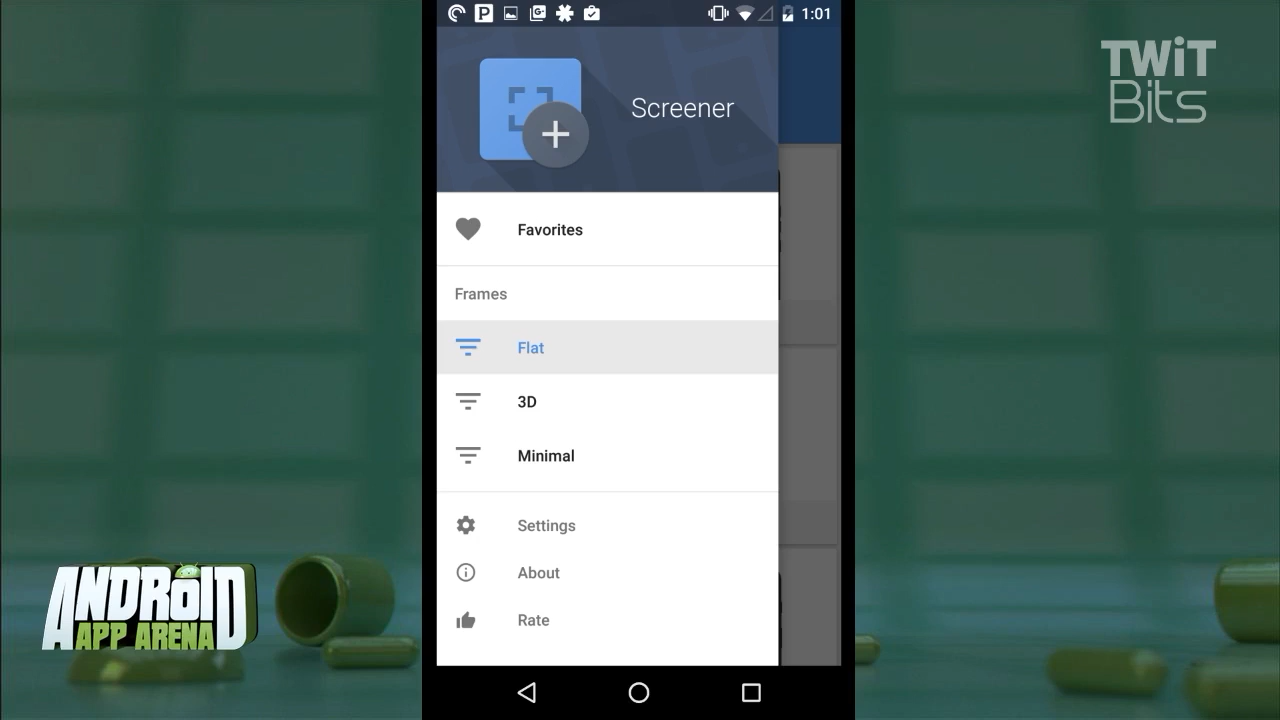 1:01
TWiT
Bits
Screener
Favorites
Frames
Flat
3D
Minimal
Settings
About
Rate
ANDROID
APP ARENA